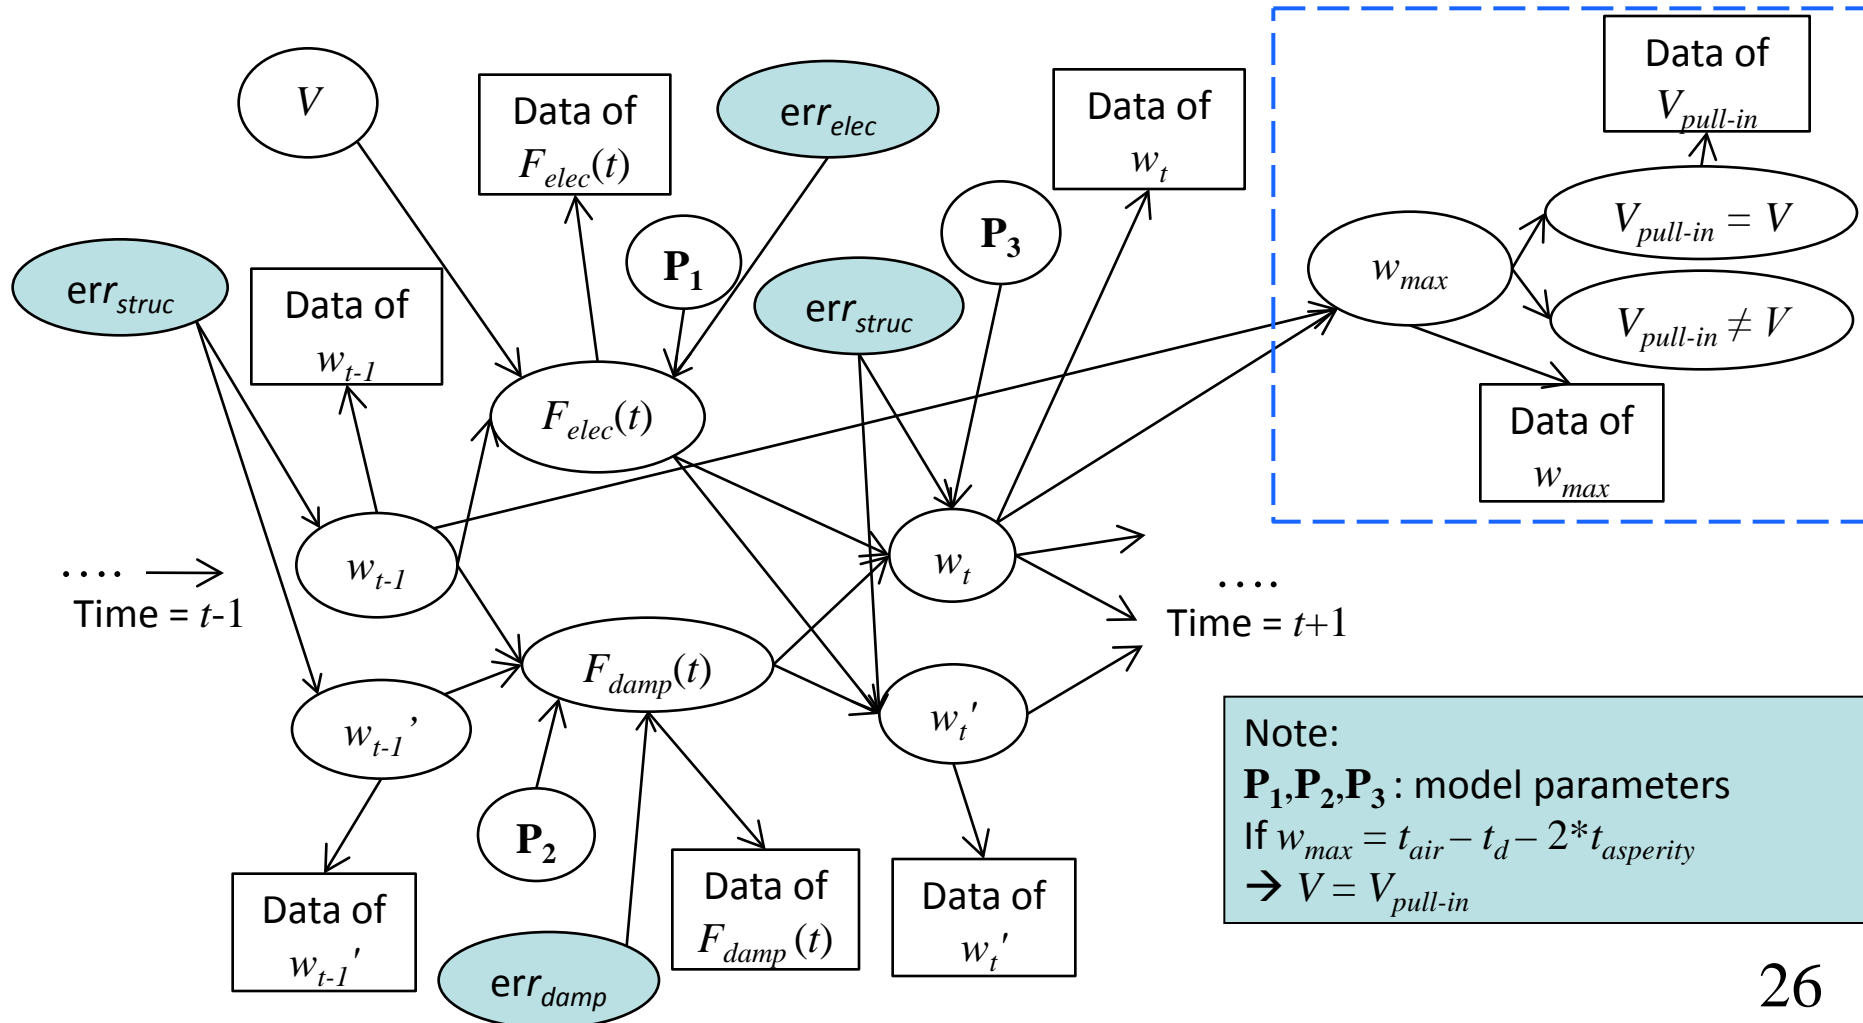 V
Data of
F_elec(t)
err_elec
Data of
w_t
Data of
V_pull-in
err_struc
Data of
w_t-1
P_1
P_3
err_struc
w_max
V_pull-in = V
V_pull-in ≠ V
Data of
w_max
F_elec(t)
....
Time = t-1
w_t-1
w_t
....
Time = t+1
F_damp(t)
w_t-1’
w_t'
P_2
Data of
w_t-1'
err_damp
Data of
F_damp (t)
Data of
w_t'
Note:
P_1,P_2,P_3 : model parameters
If w_max = t_air – t_d – 2*t_asperity
→ V = V_pull-in
26